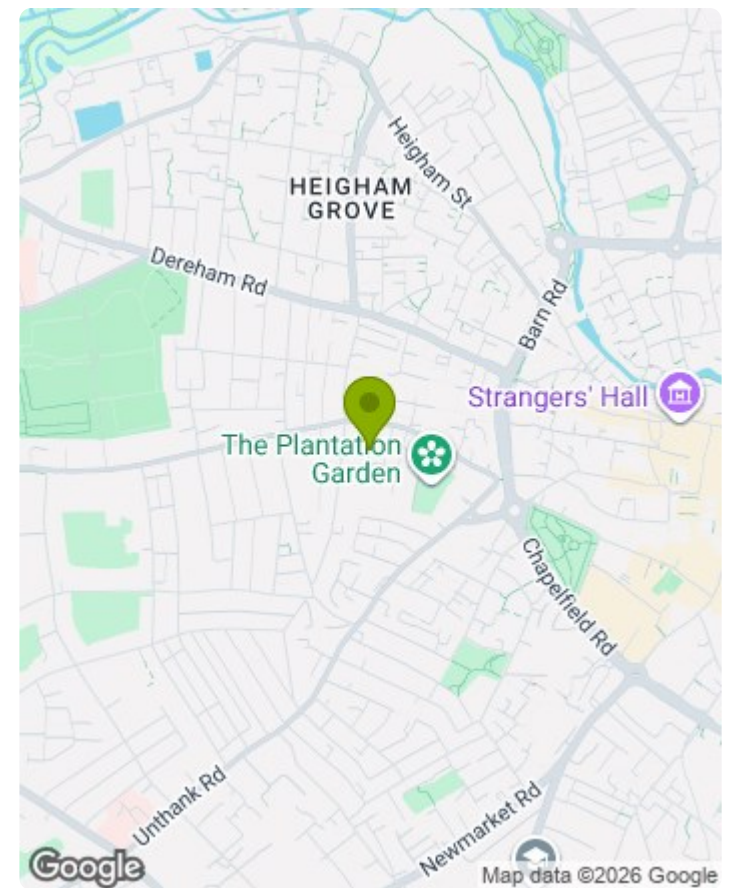 Heigham St
HEIGHAM
GROVE
Dereham Rd
Barn Rd
Strangers' Hall
The Plantation
Garden
Chapelfield Rd
Unthank Rd
Newmarket Rd
Google
Map data ©2026 Google